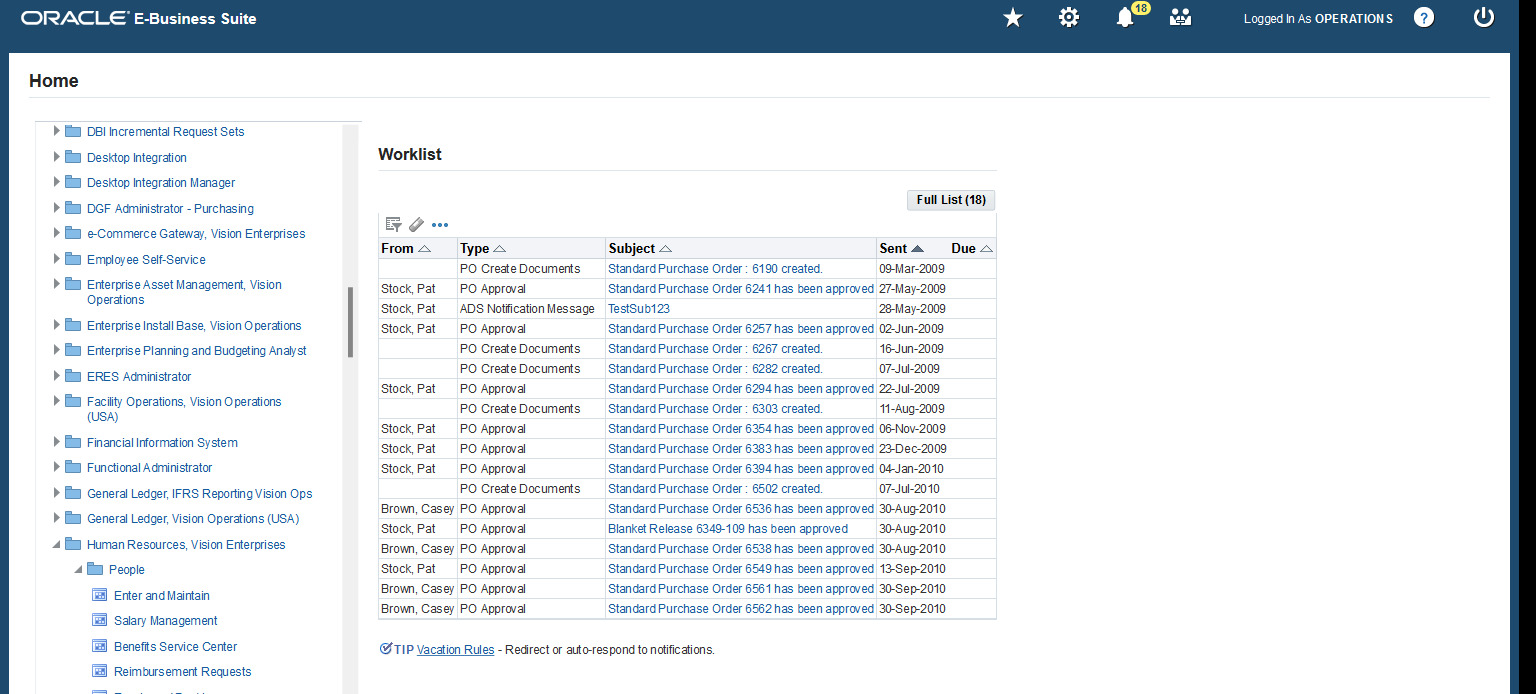 ORACLE® E-Business Suite
18
Logged In As OPERATIONS
?
Home
DBI Incremental Request Sets
Desktop Integration
Desktop Integration Manager
DGF Administrator - Purchasing
e-Commerce Gateway, Vision Enterprises
Employee Self-Service
Enterprise Asset Management, Vision
Operations
Enterprise Install Base, Vision Operations
Enterprise Planning and Budgeting Analyst
ERES Administrator
Facility Operations, Vision Operations
(USA)
Financial Information System
Functional Administrator
General Ledger, IFRS Reporting Vision Ops
General Ledger, Vision Operations (USA)
Human Resources, Vision Enterprises
People
Enter and Maintain
Salary Management
Benefits Service Center
Reimbursement Requests
Worklist
Full List (18)
From Type Subject Sent Due
PO Create Documents Standard Purchase Order : 6190 created. 09-Mar-2009
Stock, Pat PO Approval Standard Purchase Order 6241 has been approved 27-May-2009
Stock, Pat ADS Notification Message TestSub123 28-May-2009
Stock, Pat PO Approval Standard Purchase Order 6257 has been approved 02-Jun-2009
PO Create Documents Standard Purchase Order : 6267 created. 16-Jun-2009
PO Create Documents Standard Purchase Order : 6282 created. 07-Jul-2009
Stock, Pat PO Approval Standard Purchase Order 6294 has been approved 22-Jul-2009
PO Create Documents Standard Purchase Order : 6303 created. 11-Aug-2009
Stock, Pat PO Approval Standard Purchase Order 6354 has been approved 06-Nov-2009
Stock, Pat PO Approval Standard Purchase Order 6383 has been approved 23-Dec-2009
Stock, Pat PO Approval Standard Purchase Order 6394 has been approved 04-Jan-2010
PO Create Documents Standard Purchase Order : 6502 created. 07-Jul-2010
Brown, Casey PO Approval Standard Purchase Order 6536 has been approved 30-Aug-2010
Stock, Pat PO Approval Blanket Release 6349-109 has been approved 30-Aug-2010
Brown, Casey PO Approval Standard Purchase Order 6538 has been approved 30-Aug-2010
Stock, Pat PO Approval Standard Purchase Order 6549 has been approved 13-Sep-2010
Brown, Casey PO Approval Standard Purchase Order 6561 has been approved 30-Sep-2010
Brown, Casey PO Approval Standard Purchase Order 6562 has been approved 30-Sep-2010
TIP Vacation Rules - Redirect or auto-respond to notifications.